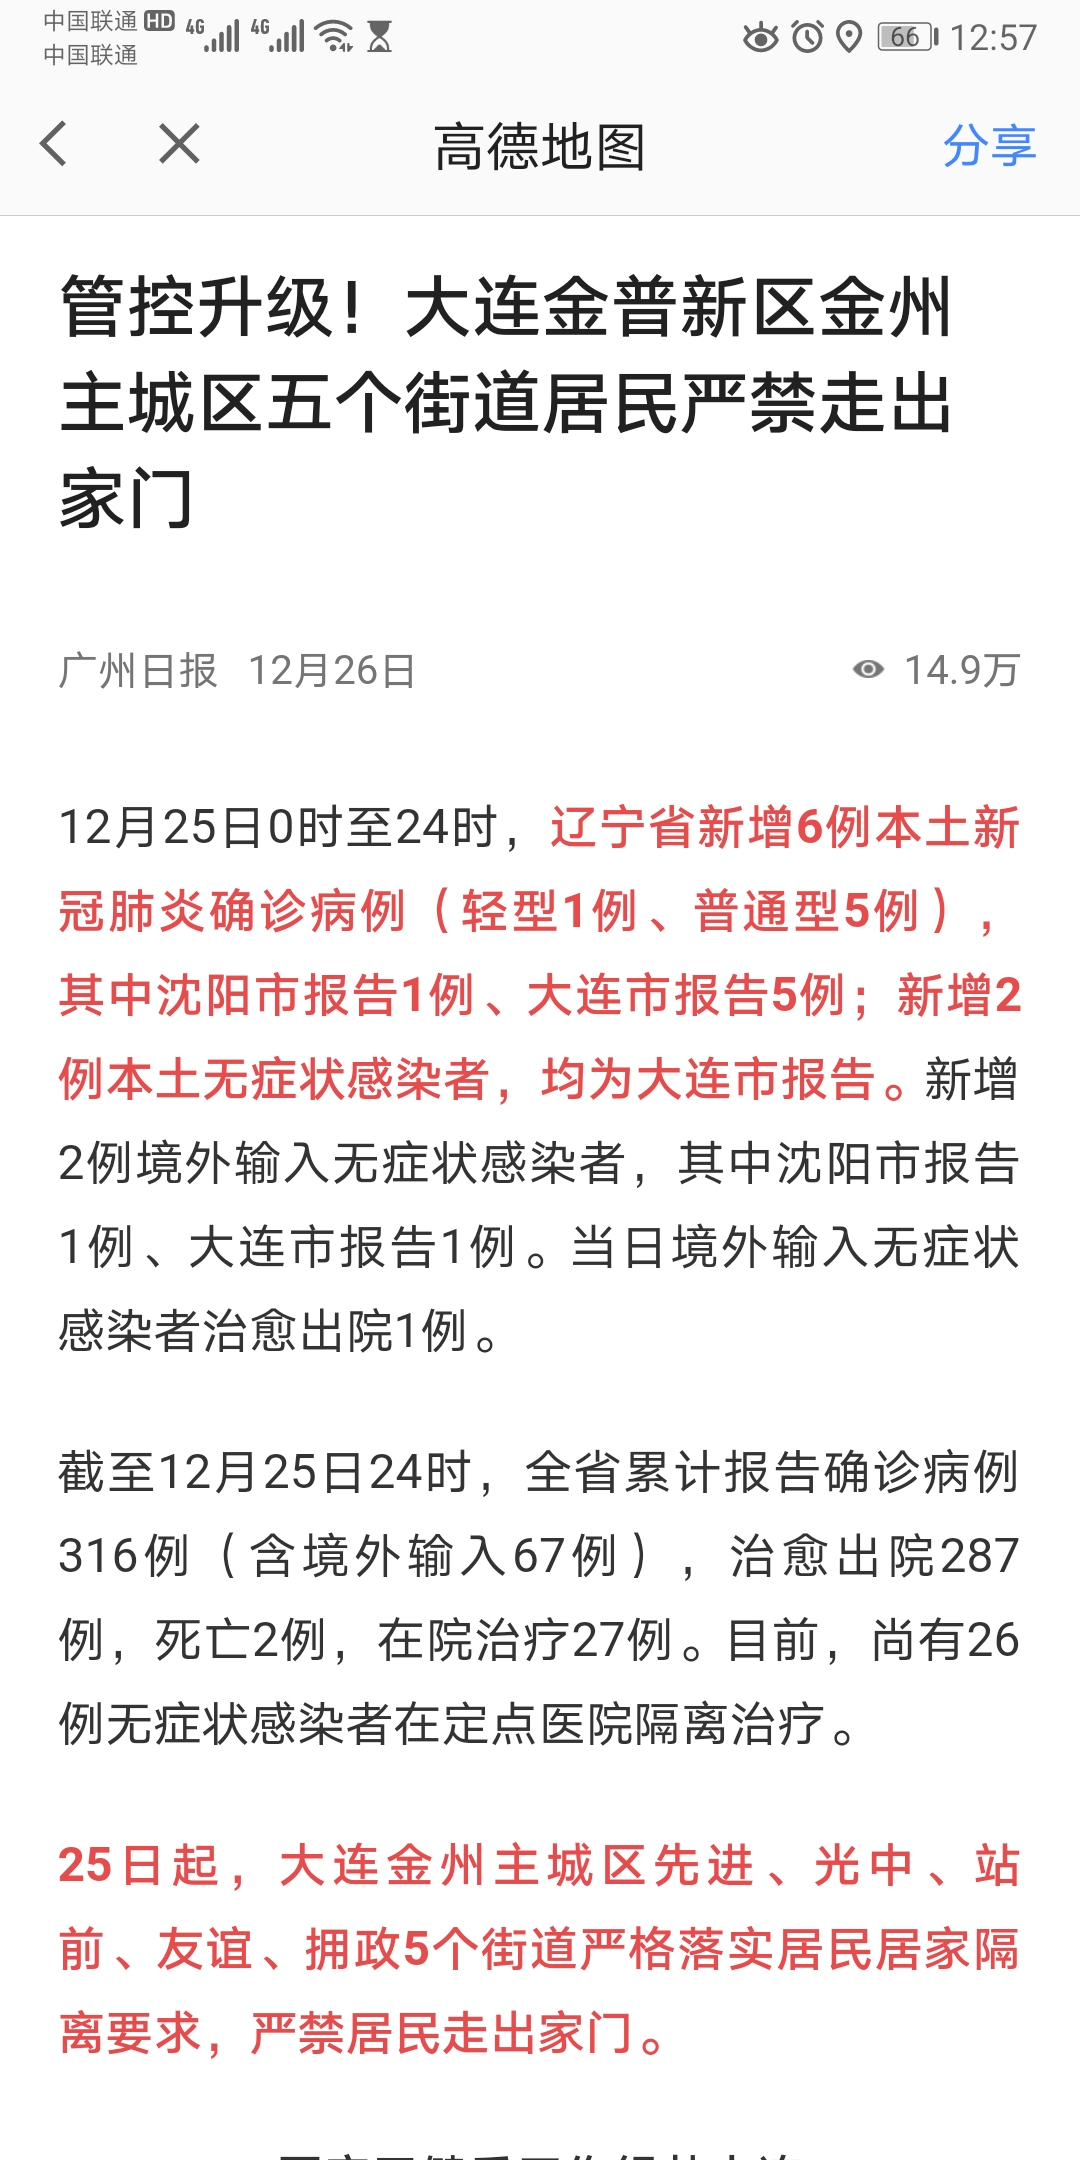 中国联通 HD 4G 4G 66 12:57
中国联通
高德地图 分享
管控升级！大连金普新区金州
主城区五个街道居民严禁走出
家门
广州日报 12月26日 14.9万
12月25日0时至24时，辽宁省新增6例本土新
冠肺炎确诊病例（轻型1例、普通型5例），
其中沈阳市报告1例、大连市报告5例；新增2
例本土无症状感染者，均为大连市报告。新增
2例境外输入无症状感染者，其中沈阳市报告
1例、大连市报告1例。当日境外输入无症状
感染者治愈出院1例。
截至12月25日24时，全省累计报告确诊病例
316例（含境外输入67例），治愈出院287
例，死亡2例，在院治疗27例。目前，尚有26
例无症状感染者在定点医院隔离治疗。
25日起，大连金州主城区先进、光中、站
前、友谊、拥政5个街道严格落实居民居家隔
离要求，严禁居民走出家门。